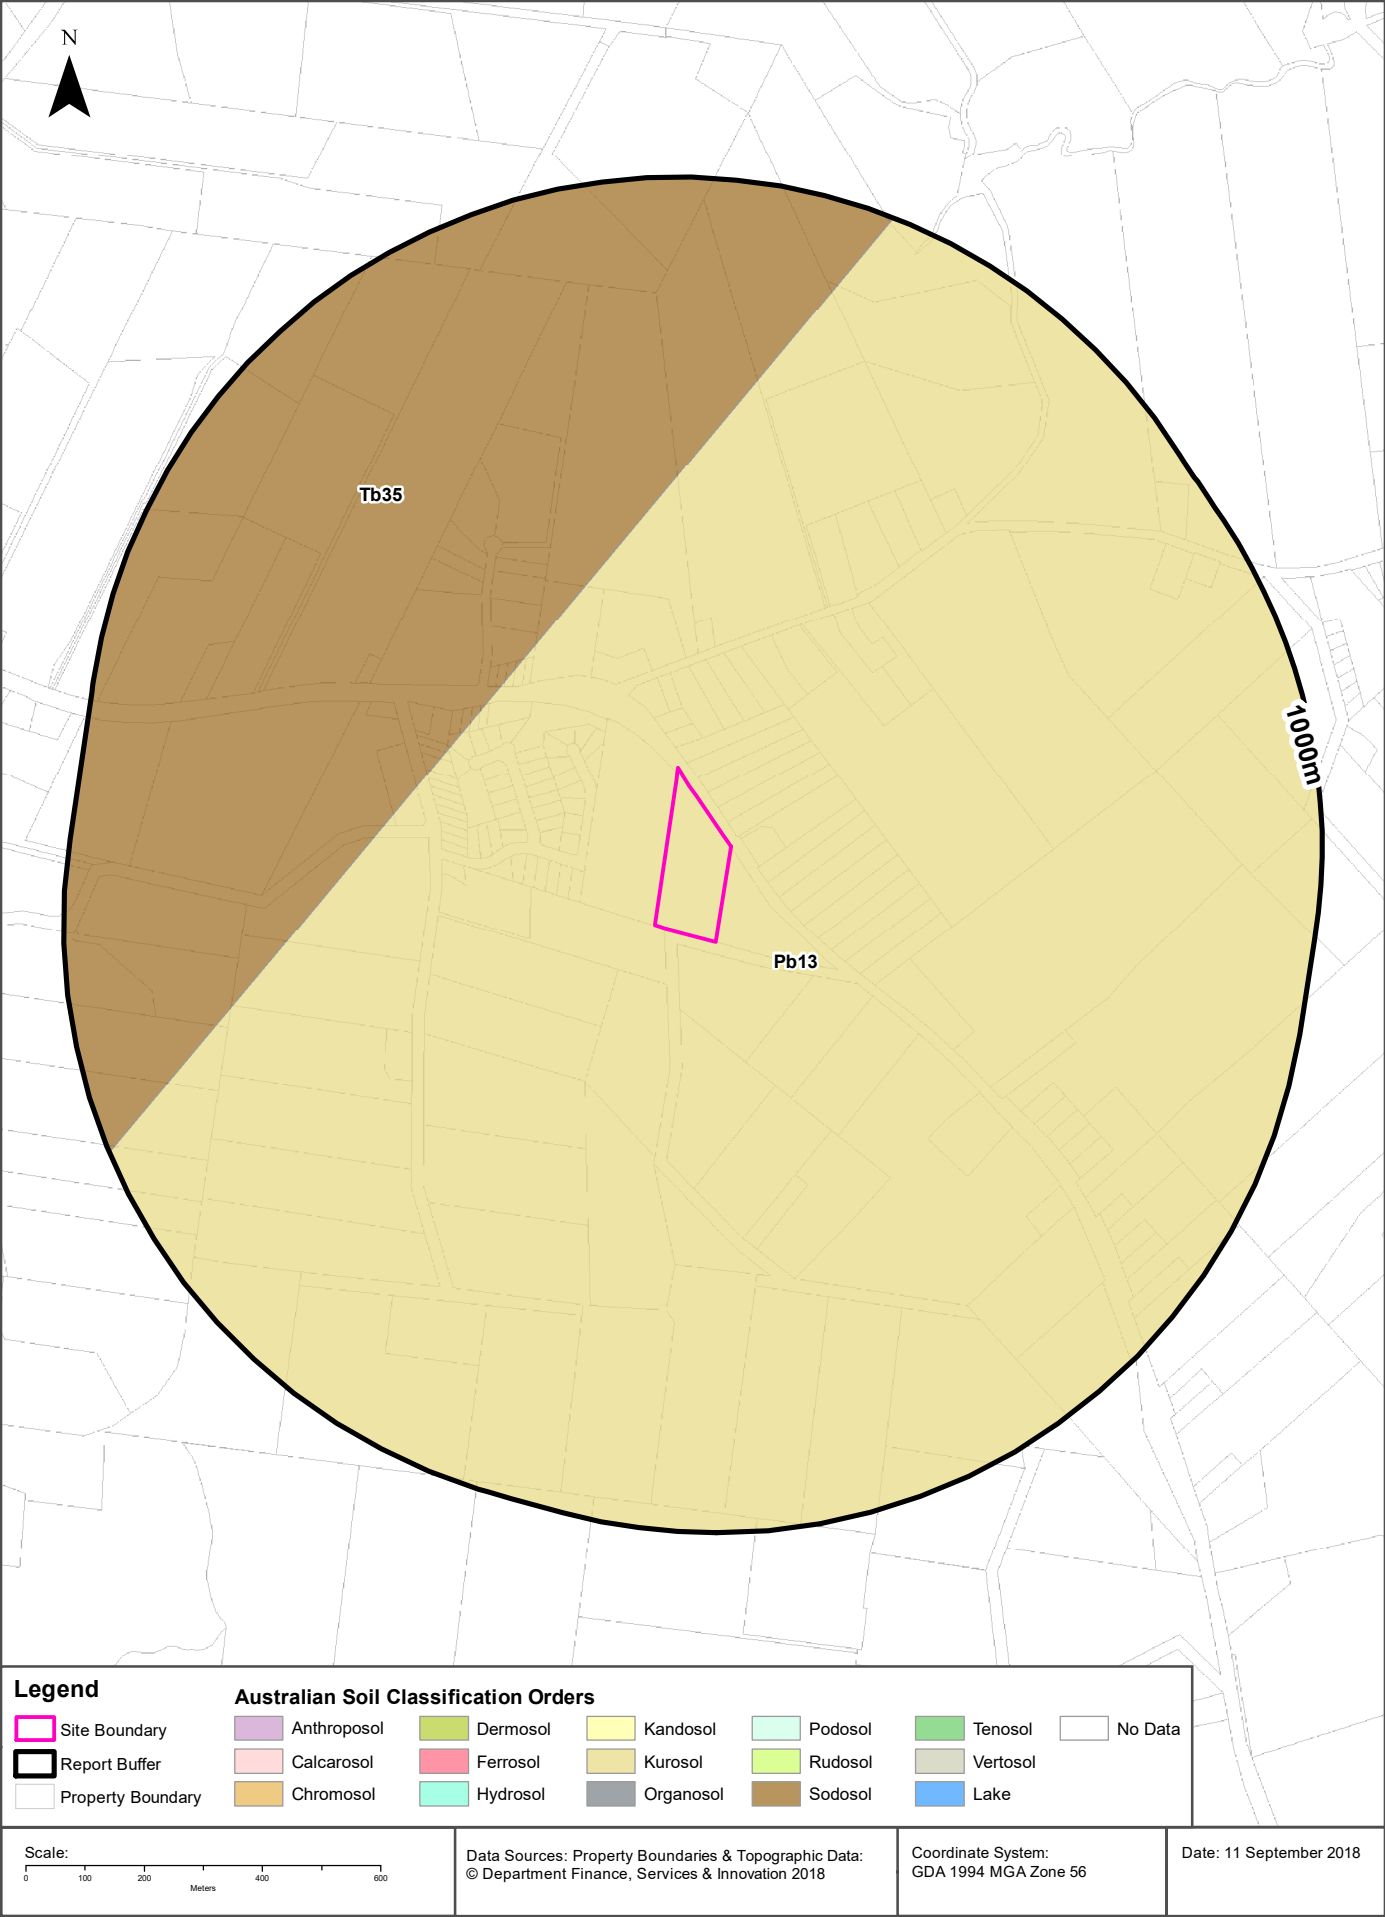 N
Tb35
1000m
Pb13
Legend
Site Boundary
Report Buffer
Property Boundary
Australian Soil Classification Orders
Anthroposol
Calcarosol
Chromosol
Dermosol
Ferrosol
Hydrosol
Kandosol
Kurosol
Organosol
Podosol
Rudosol
Sodosol
Tenosol
Vertosol
Lake
No Data
Scale:
0 100 200 400 600
Meters
Data Sources: Property Boundaries & Topographic Data:
© Department Finance, Services & Innovation 2018
Coordinate System:
GDA 1994 MGA Zone 56
Date: 11 September 2018